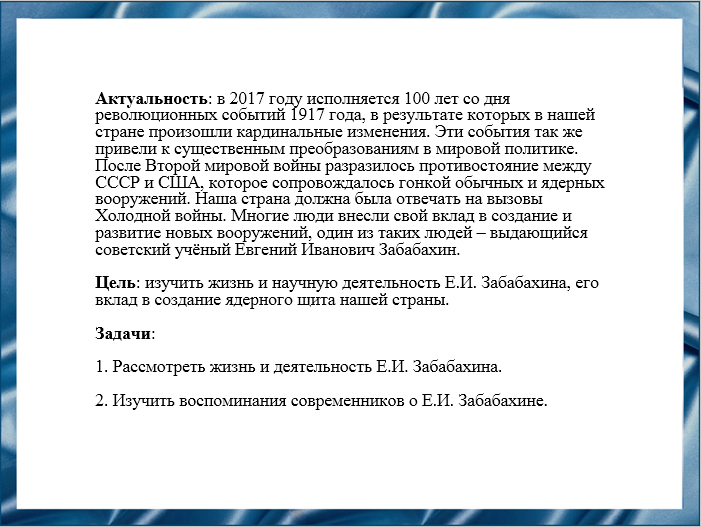 Актуальность: в 2017 году исполняется 100 лет со дня
революционных событий 1917 года, в результате которых в нашей
стране произошли кардинальные изменения. Эти события так же
привели к существенным преобразованиям в мировой политике.
После Второй мировой войны разразилось противостояние между
СССР и США, которое сопровождалось гонкой обычных и ядерных
вооружений. Наша страна должна была отвечать на вызовы
Холодной войны. Многие люди внесли свой вклад в создание и
развитие новых вооружений, один из таких людей – выдающийся
советский учёный Евгений Иванович Забабахин.
Цель: изучить жизнь и научную деятельность Е.И. Забабахина, его
вклад в создание ядерного щита нашей страны.
Задачи:
1. Рассмотреть жизнь и деятельность Е.И. Забабахина.
2. Изучить воспоминания современников о Е.И. Забабахине.